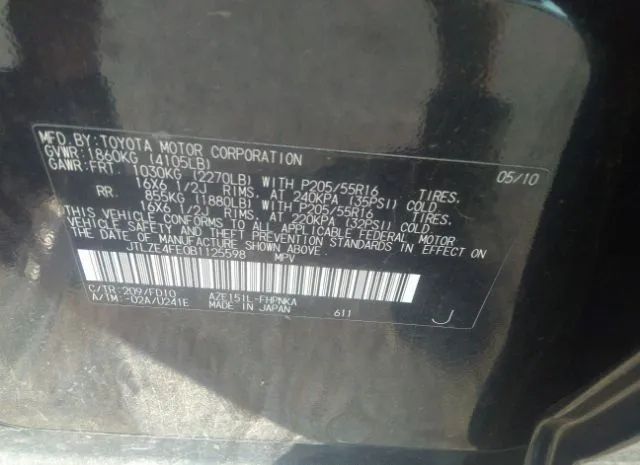 MFD. BY: TOYOTA MOTOR CORPORATION 05/10
GVWR: 1860KG (4105LB)
GAWR: FRT 1030KG (2270LB) WITH P205/55R16 TIRES.
16X6 1/2J RIMS, AT 240KPA (35PSI) COLD
RR 855KG (1880LB) WITH P205/55R16 TIRES.
16X6 1/2J RIMS, AT 220KPA (32PSI) COLD
THIS VEHICLE CONFORMS TO ALL APPLICABLE FEDERAL MOTOR
VEHICLE SAFETY AND THEFT PREVENTION STANDARDS IN EFFECT ON
THE DATE OF MANUFACTURE SHOWN ABOVE.
JTLZE4FE0B1125598 MPV
C/TR: 209/FD10 AZE151L-FHPNKA
A/TM: -02A/U241E MADE IN JAPAN 611 J